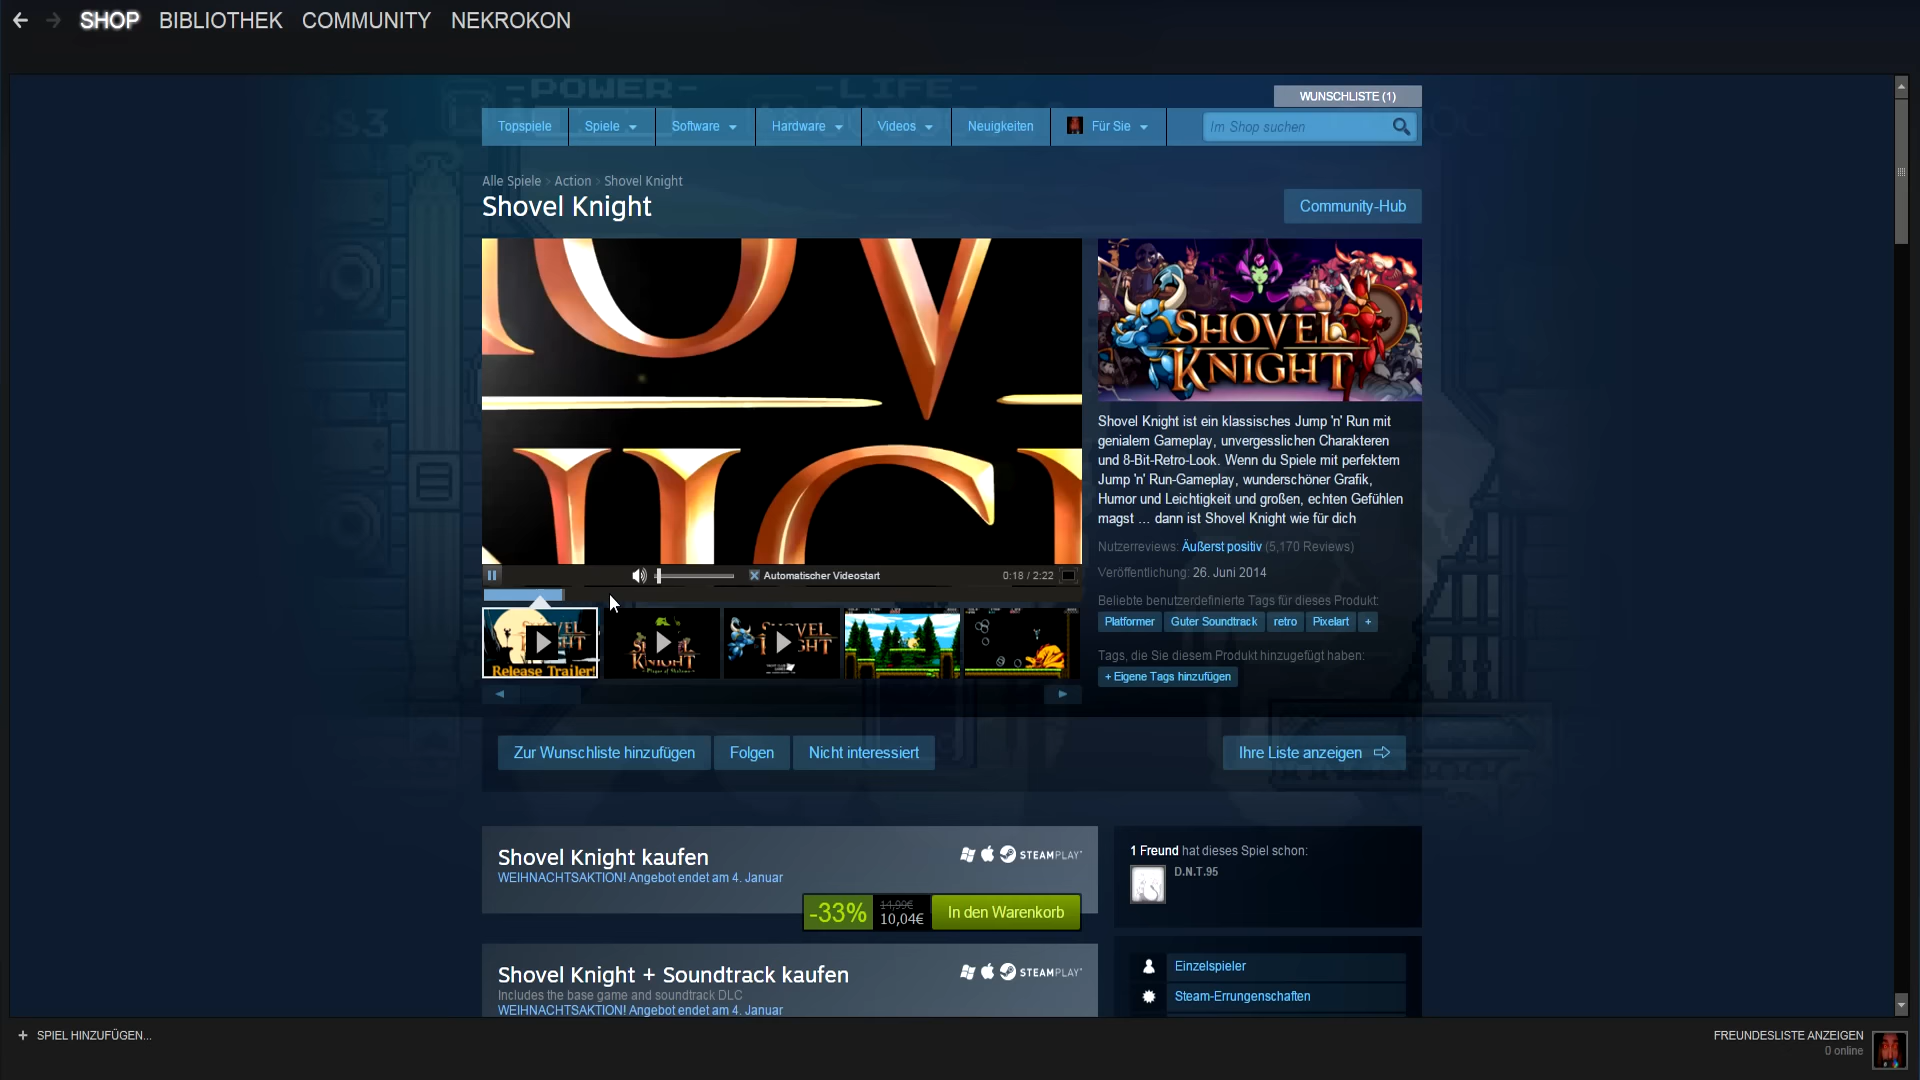 SHOP BIBLIOTHEK COMMUNITY NEKROKON
-POWER- -LIFE-
WUNSCHLISTE (1)
Topspiele Spiele Software Hardware Videos Neuigkeiten Für Sie Im Shop suchen
Alle Spiele > Action > Shovel Knight
Shovel Knight
Community-Hub
SHOVEL
KNIGHT
Shovel Knight ist ein klassisches Jump 'n' Run mit
genialem Gameplay, unvergesslichen Charakteren
und 8-Bit-Retro-Look. Wenn du Spiele mit perfektem
Jump 'n' Run-Gameplay, wunderschöner Grafik,
Humor und Leichtigkeit und großen, echten Gefühlen
magst ... dann ist Shovel Knight wie für dich
Nutzerreviews: Äußerst positiv (5,170 Reviews)
Veröffentlichung: 26. Juni 2014
Beliebte benutzerdefinierte Tags für dieses Produkt:
Platformer Guter Soundtrack retro Pixelart +
Tags, die Sie diesem Produkt hinzugefügt haben:
+ Eigene Tags hinzufügen
Automatischer Videostart 0:18 / 2:22
Release Trailer!
Zur Wunschliste hinzufügen Folgen Nicht interessiert Ihre Liste anzeigen
Shovel Knight kaufen
STEAMPLAY
WEIHNACHTSAKTION! Angebot endet am 4. Januar
-33% 14,99€ 10,04€ In den Warenkorb
Shovel Knight + Soundtrack kaufen
STEAMPLAY
Includes the base game and soundtrack DLC
WEIHNACHTSAKTION! Angebot endet am 4. Januar
1 Freund hat dieses Spiel schon:
D.N.T.95
Einzelspieler
Steam-Errungenschaften
+ SPIEL HINZUFÜGEN...
FREUNDESLISTE ANZEIGEN
0 online